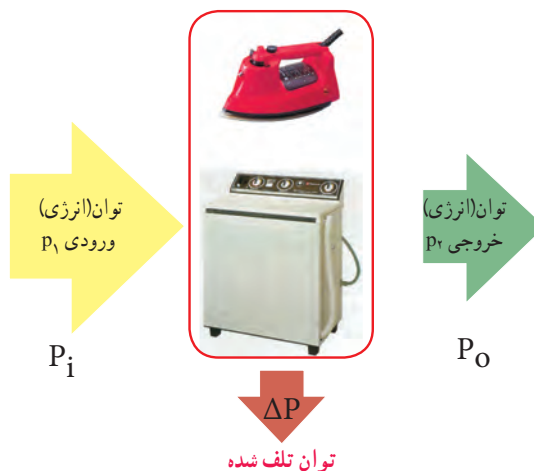 توان(انرژی)
ورودی p۱
Pi
توان(انرژی)
خروجی p۲
Po
ΔP
توان تلف شده